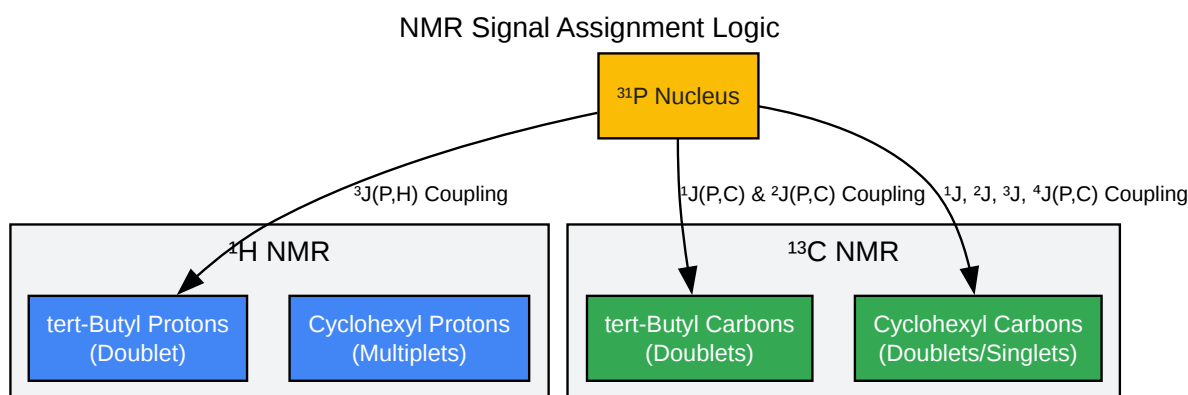 NMR Signal Assignment Logic
³¹P Nucleus
³J(P,H) Coupling
¹J(P,C) & ²J(P,C) Coupling
¹J, ²J, ³J, ⁴J(P,C) Coupling
¹H NMR
¹³C NMR
tert-Butyl Protons
(Doublet)
Cyclohexyl Protons
(Multiplets)
tert-Butyl Carbons
(Doublets)
Cyclohexyl Carbons
(Doublets/Singlets)